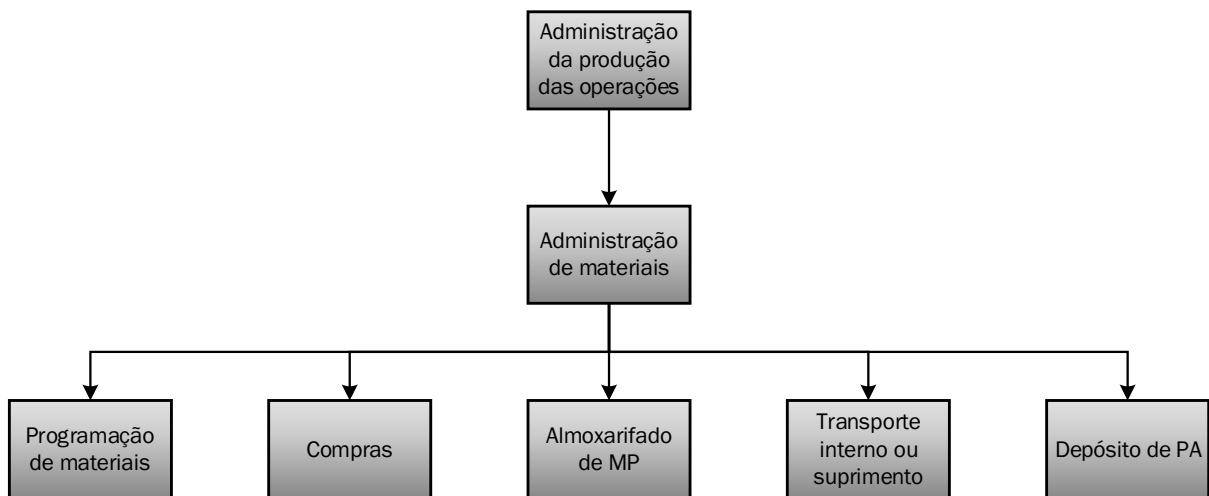 Administração
da produção
das operações
Administração
de materiais
Programação
de materiais
Compras
Almoxarifado
de MP
Transporte
interno ou
suprimento
Depósito de PA